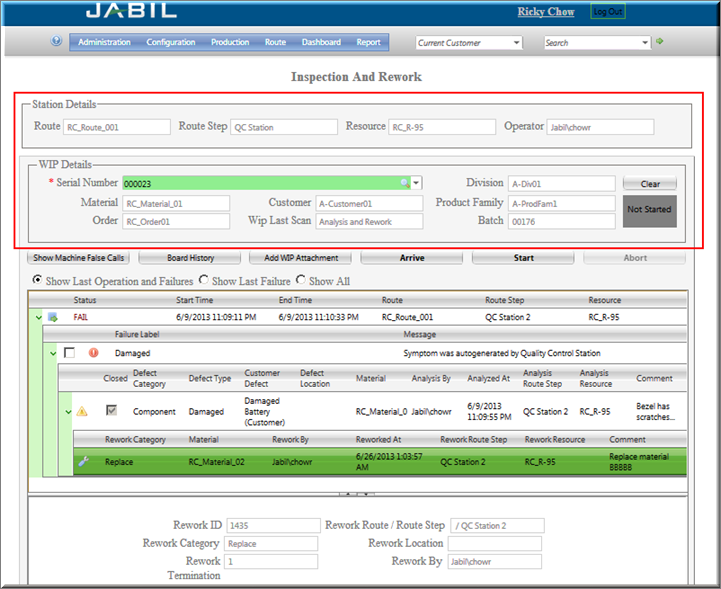 JABIL
Ricky Chow Log Out
Administration Configuration Production Route Dashboard Report Current Customer Search
Inspection And Rework
Station Details
Route RC_Route_001 Route Step QC Station Resource RC_R-95 Operator Jabil\chowr
WIP Details
* Serial Number 000023 Division A-Div01 Clear
Material RC_Material_01 Customer A-Customer01 Product Family A-ProdFam1 Not Started
Order RC_Order01 Wip Last Scan Analysis and Rework Batch 00176
Show Machine False Calls Board History Add WIP Attachment Arrive Start Abort
Show Last Operation and Failures Show Last Failure Show All
Status Start Time End Time Route Route Step Resource
FAIL 6/9/2013 11:09:11 PM 6/9/2013 11:10:33 PM RC_Route_001 QC Station 2 RC_R-95
Failure Label Message
Damaged Symptom was autogenerated by Quality Control Station
Closed Defect Category Defect Type Customer Defect Defect Location Material Analysis By Analyzed At Analysis Route Step Analysis Resource Comment
Component Damaged Damaged Battery (Customer) RC_Material_0 Jabil\chowr 6/9/2013 11:09:55 PM QC Station 2 RC_R-95 Bezel has scratches...
Rework Category Material Rework By Reworked At Rework Route Step Rework Resource Comment
Replace RC_Material_02 Jabil\chowr 6/26/2013 1:03:57 AM QC Station 2 RC_R-95 Replace material 88888
Rework ID 1435 Rework Route / Route Step / QC Station 2
Rework Category Replace Rework Location
Rework Termination 1 Rework By Jabil\chowr